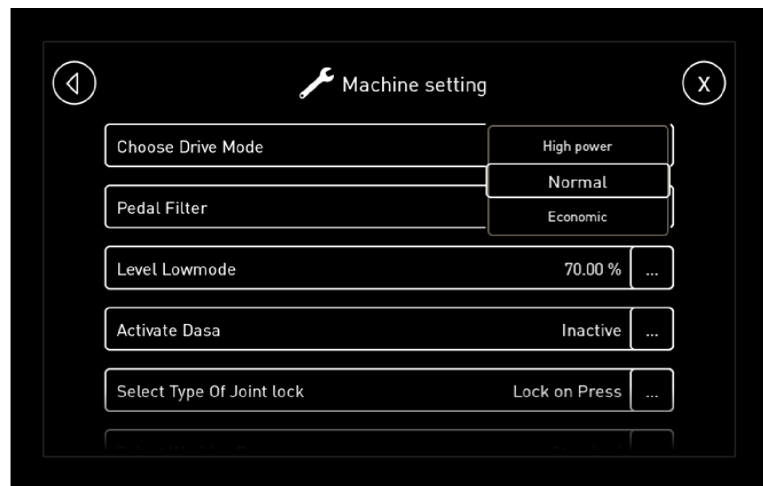 Machine setting
X
Choose Drive Mode
High power
Normal
Economic
Pedal Filter
Level Lowmode 70.00 % ...
Activate Dasa Inactive ...
Select Type Of Joint lock Lock on Press ...